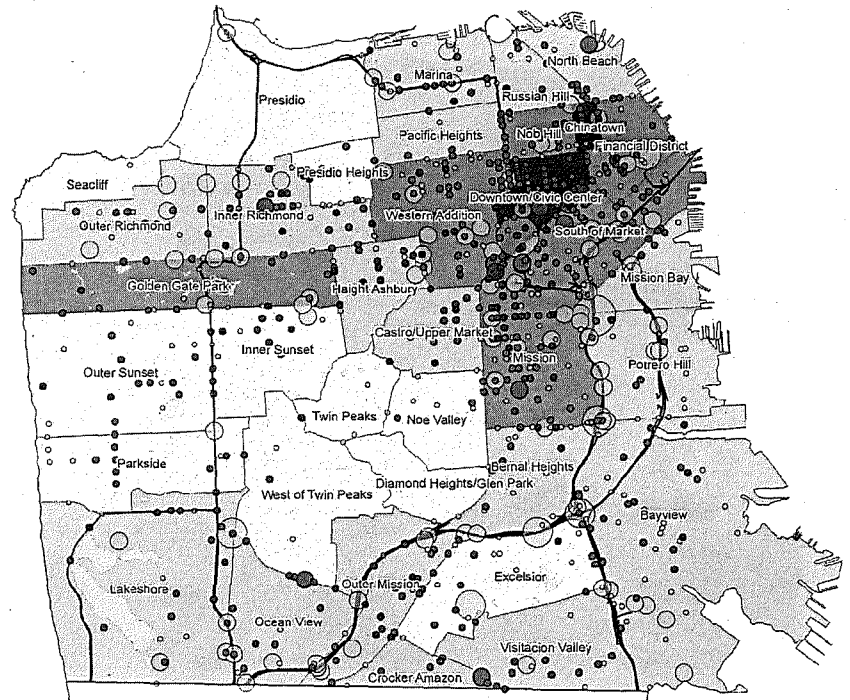 North Beach
Marina
Russian Hill
Presidio
Nob Hill
Chinatown
Pacific Heights
Financial District
Presidio Heights
Seacliff
Downtown/Civic Center
Inner Richmond
Western Addition
Outer Richmond
South of Market
Mission Bay
Golden Gate Park
Haight Ashbury
Castro/Upper Market
Inner Sunset
Mission
Potrero Hill
Outer Sunset
Twin Peaks
Noe Valley
Parkside
Bernal Heights
Diamond Heights/Glen Park
West of Twin Peaks
Bayview
Excelsior
Outer Mission
Lakeshore
Ocean View
Visitacion Valley
Crocker Amazon